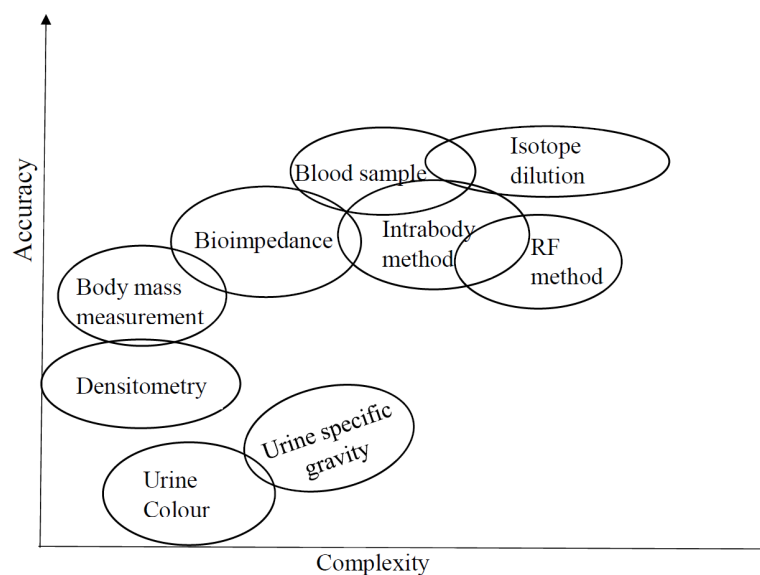 Accuracy
Isotope
dilution
Blood sample
Bioimpedance
Intrabody
method
RF
method
Body mass
measurement
Densitometry
Urine specific
gravity
Urine
Colour
Complexity